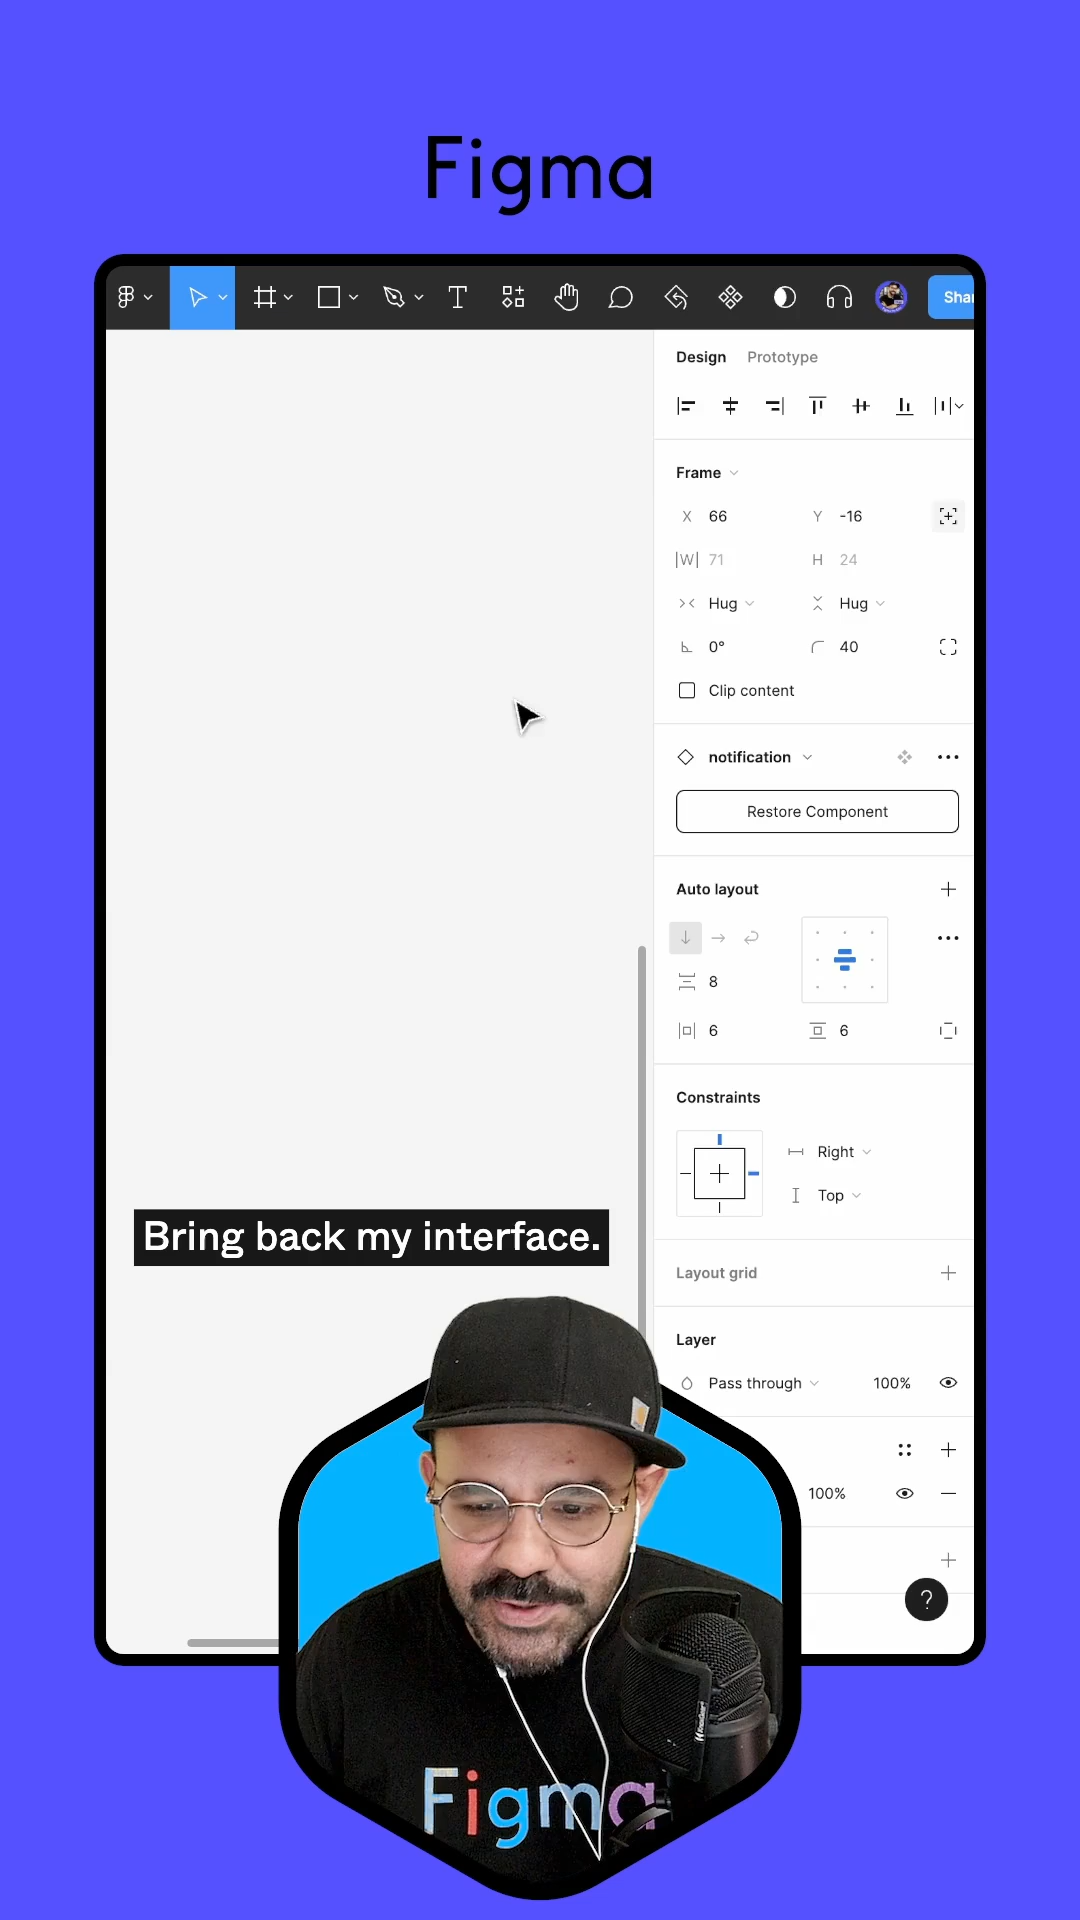 Figma
Sha
Design Prototype
Frame
X 66 Y -16
W 71 H 24
Hug Hug
0° 40
Clip content
notification
Restore Component
Auto layout
8
6 6
Constraints
Right
Top
Bring back my interface.
Layout grid
Layer
Pass through 100%
100%
?
Figma